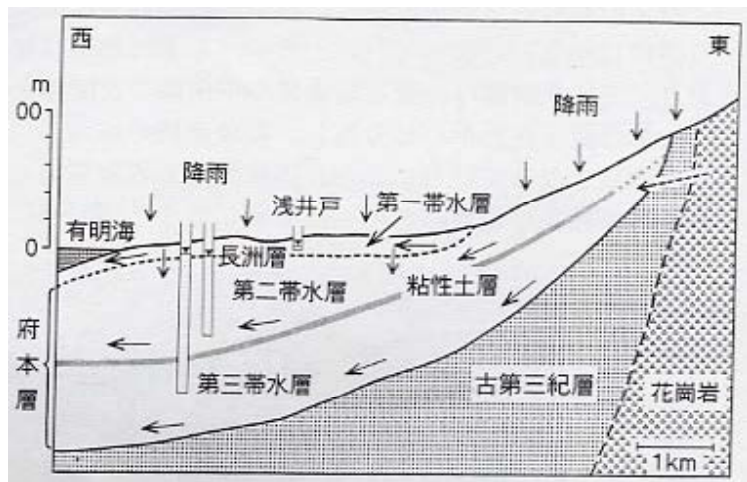 西
東
m
00
降雨
降雨
浅井戸
第一帯水層
有明海
0
長洲層
第二帯水層
粘性土層
府本層
第三帯水層
古第三紀層
花崗岩
1km